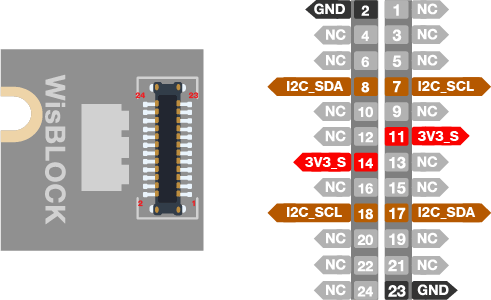 GND 2 1 NC
NC 4 3 NC
NC 6 5 NC
I2C_SDA 8 7 I2C_SCL
NC 10 9 NC
NC 12 11 3V3_S
3V3_S 14 13 NC
NC 16 15 NC
I2C_SCL 18 17 I2C_SDA
NC 20 19 NC
NC 22 21 NC
NC 24 23 GND
WisBLOCK
24 23
2 1